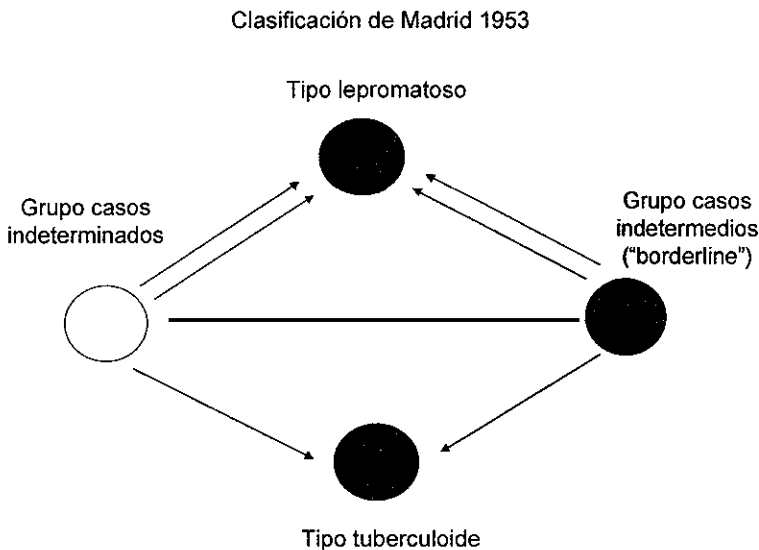 Clasificación de Madrid 1953
Tipo lepromatoso
Grupo casos
indeterminados
Grupo casos
indetermedios
("borderline")
Tipo tuberculoide